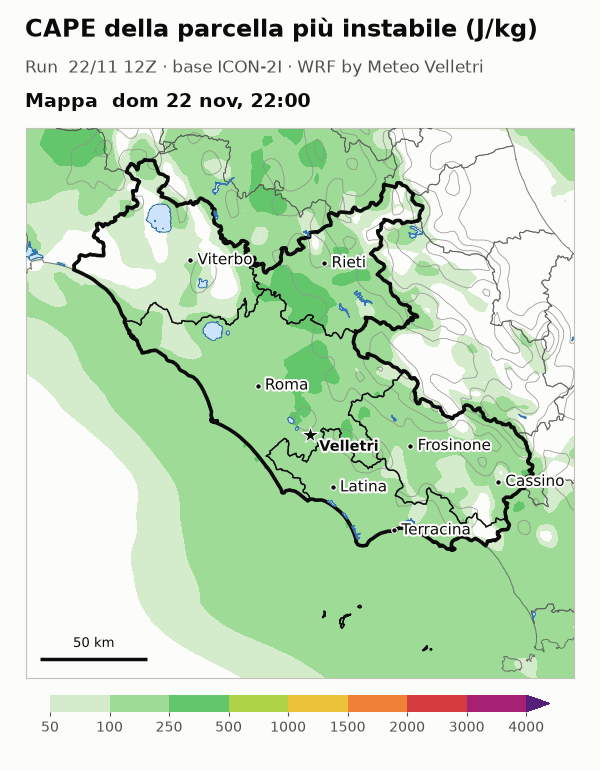 CAPE della parcella più instabile (J/kg)
Run  22/11 12Z · base ICON-2I · WRF by Meteo Velletri
Mappa  dom 22 nov, 22:00
Viterbo
Rieti
Roma
Velletri
Frosinone
Cassino
Latina
Terracina
50 km
50 100 250 500 1000 1500 2000 3000 4000